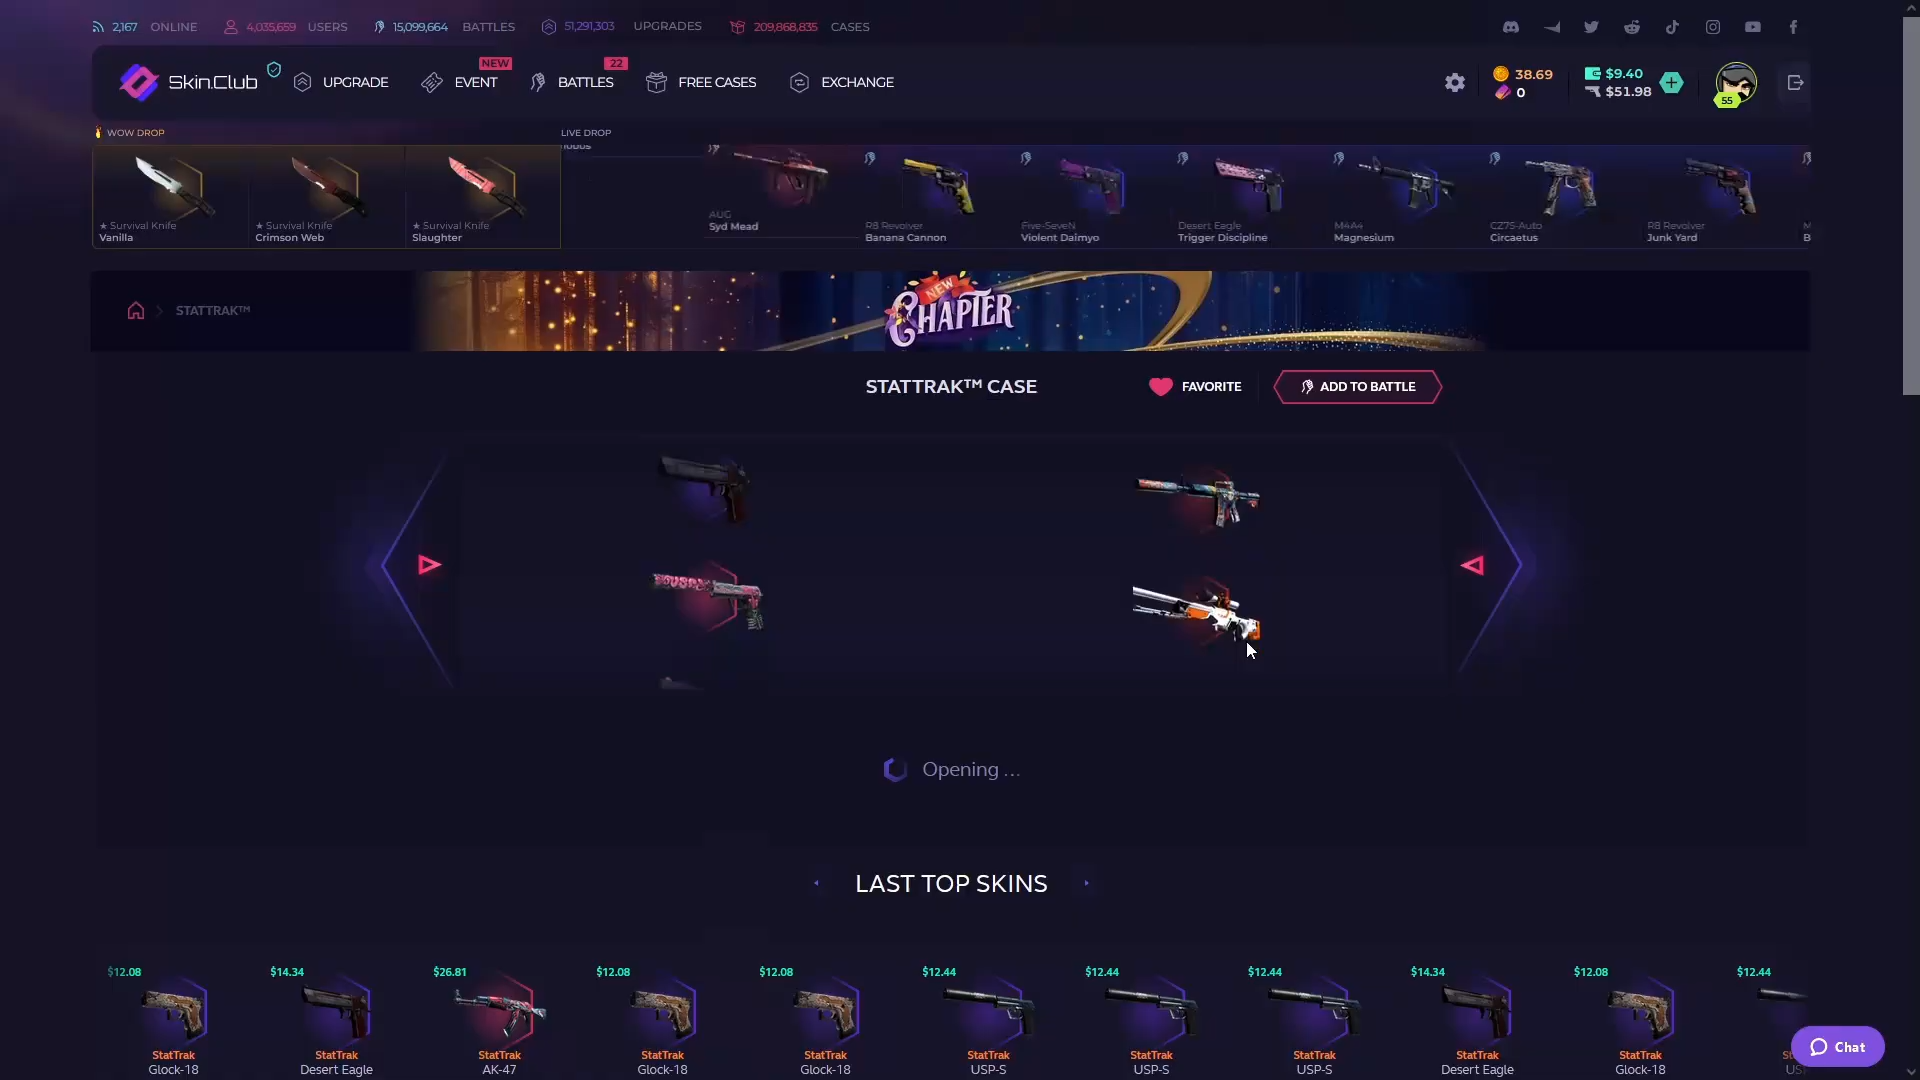 2,167 ONLINE 4,035,659 USERS 15,099,664 BATTLES 51,291,303 UPGRADES 209,868,835 CASES
Skin.Club UPGRADE NEW EVENT 22 BATTLES FREE CASES EXCHANGE
38.69 $9.40
0 $51.98
55
WOW DROP LIVE DROP
★ Survival Knife ★ Survival Knife ★ Survival Knife AUG R8 Revolver Five-SeveN Desert Eagle M4A4 CZ75-Auto R8 Revolver
Vanilla Crimson Web Slaughter Syd Mead Banana Cannon Violent Daimyo Trigger Discipline Magnesium Circaetus Junk Yard
STATTRAK™
NEW
CHAPTER
STATTRAK™ CASE FAVORITE ADD TO BATTLE
Opening ...
LAST TOP SKINS
$12.08 $14.34 $26.81 $12.08 $12.08 $12.44 $12.44 $12.44 $14.34 $12.08 $12.44
StatTrak StatTrak StatTrak StatTrak StatTrak StatTrak StatTrak StatTrak StatTrak StatTrak
Glock-18 Desert Eagle AK-47 Glock-18 Glock-18 USP-S USP-S USP-S Desert Eagle Glock-18
Chat